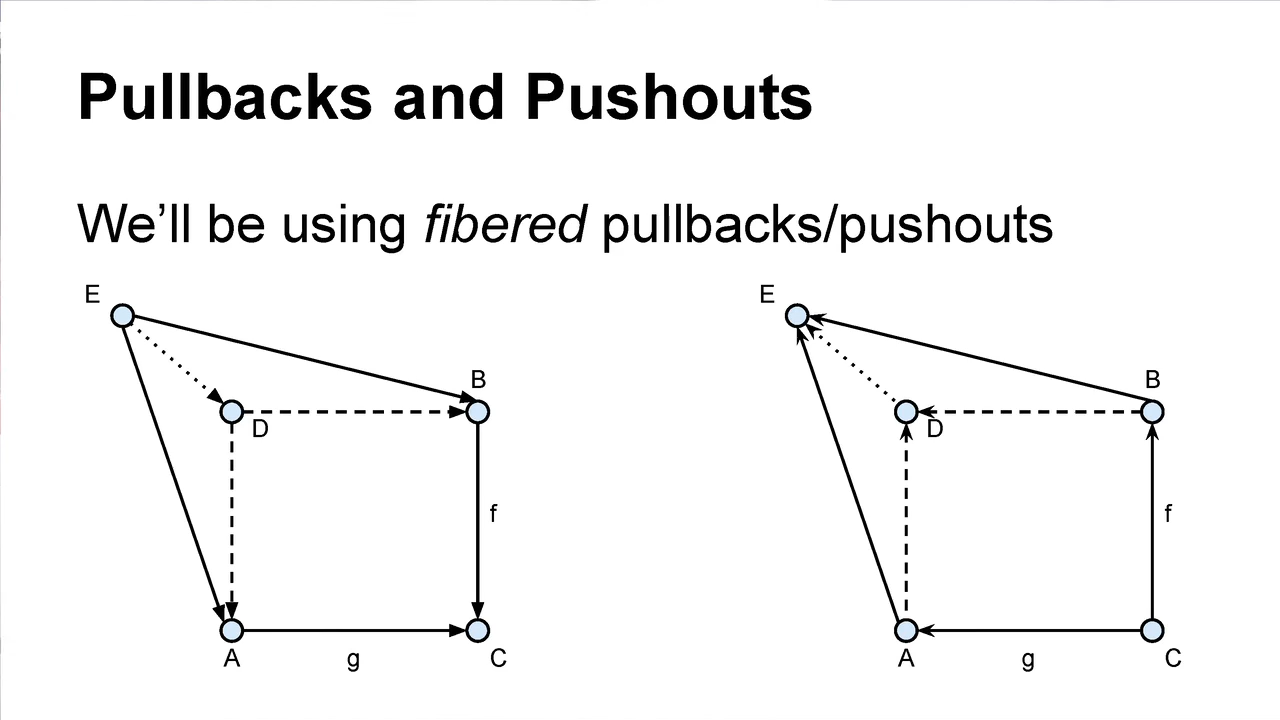 Pullbacks and Pushouts
We’ll be using fibered pullbacks/pushouts
E
B
D
f
A
g
C
E
B
D
f
A
g
C